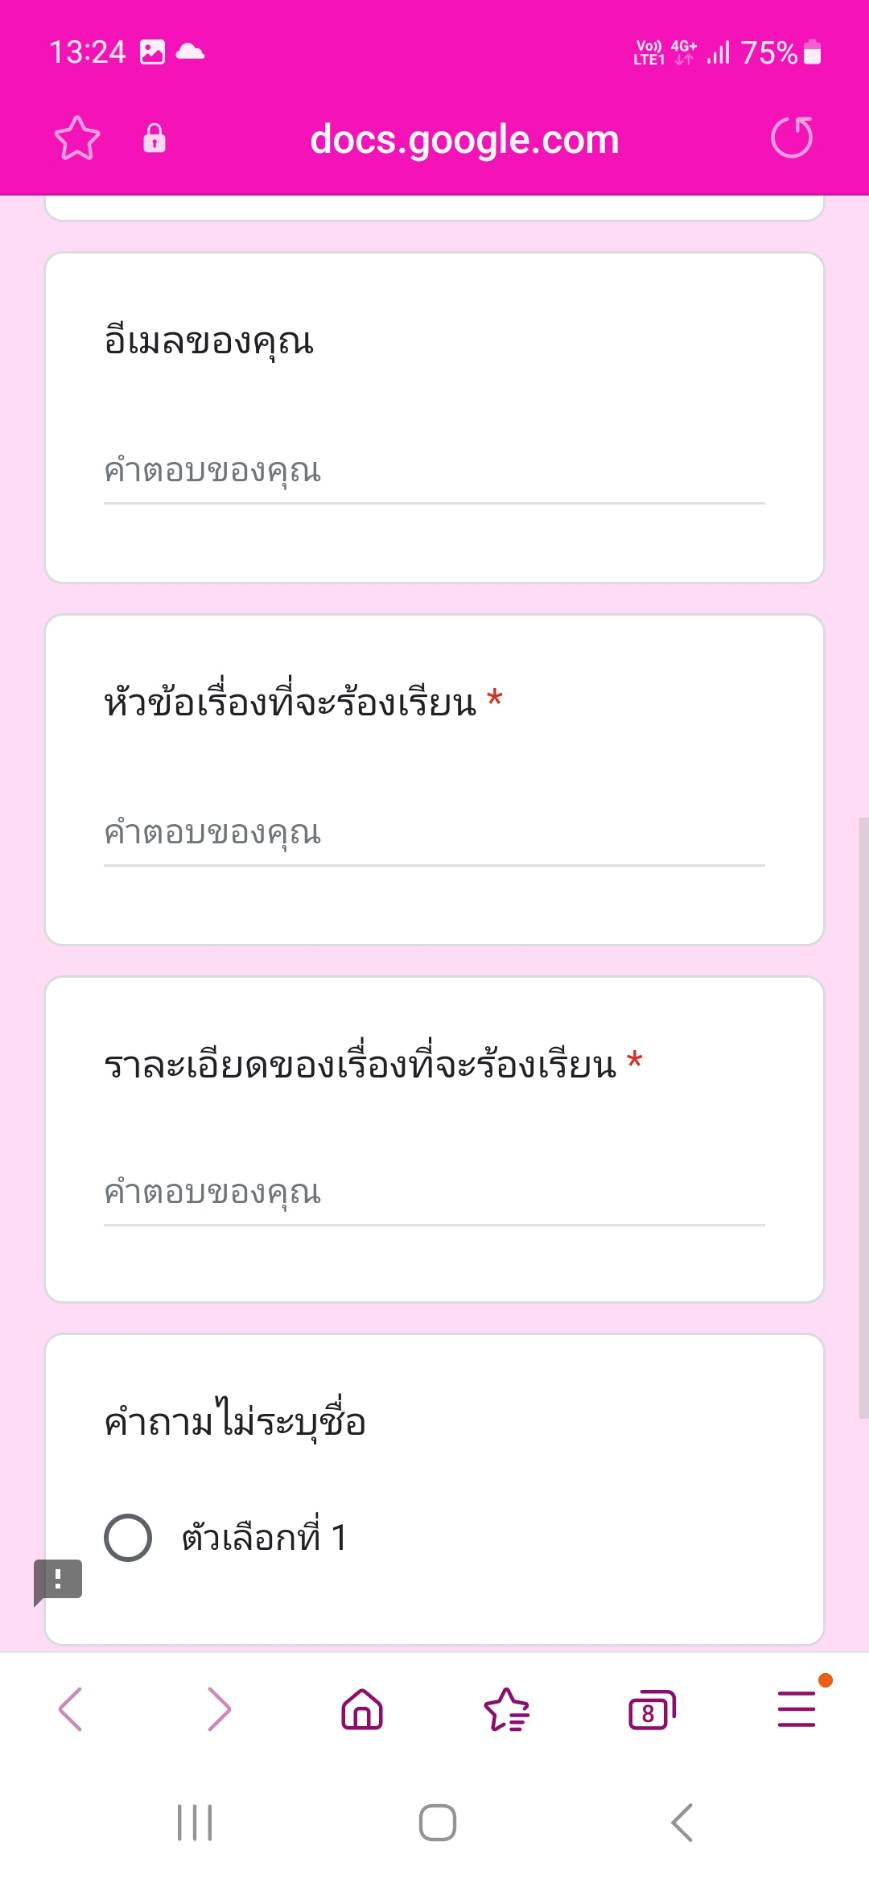 13:24 Vo)) LTE1 4G+ 75%
docs.google.com
อีเมลของคุณ
คำตอบของคุณ
หัวข้อเรื่องที่จะร้องเรียน *
คำตอบของคุณ
ราละเอียดของเรื่องที่จะร้องเรียน *
คำตอบของคุณ
คำถามไม่ระบุชื่อ
ตัวเลือกที่ 1
!
8